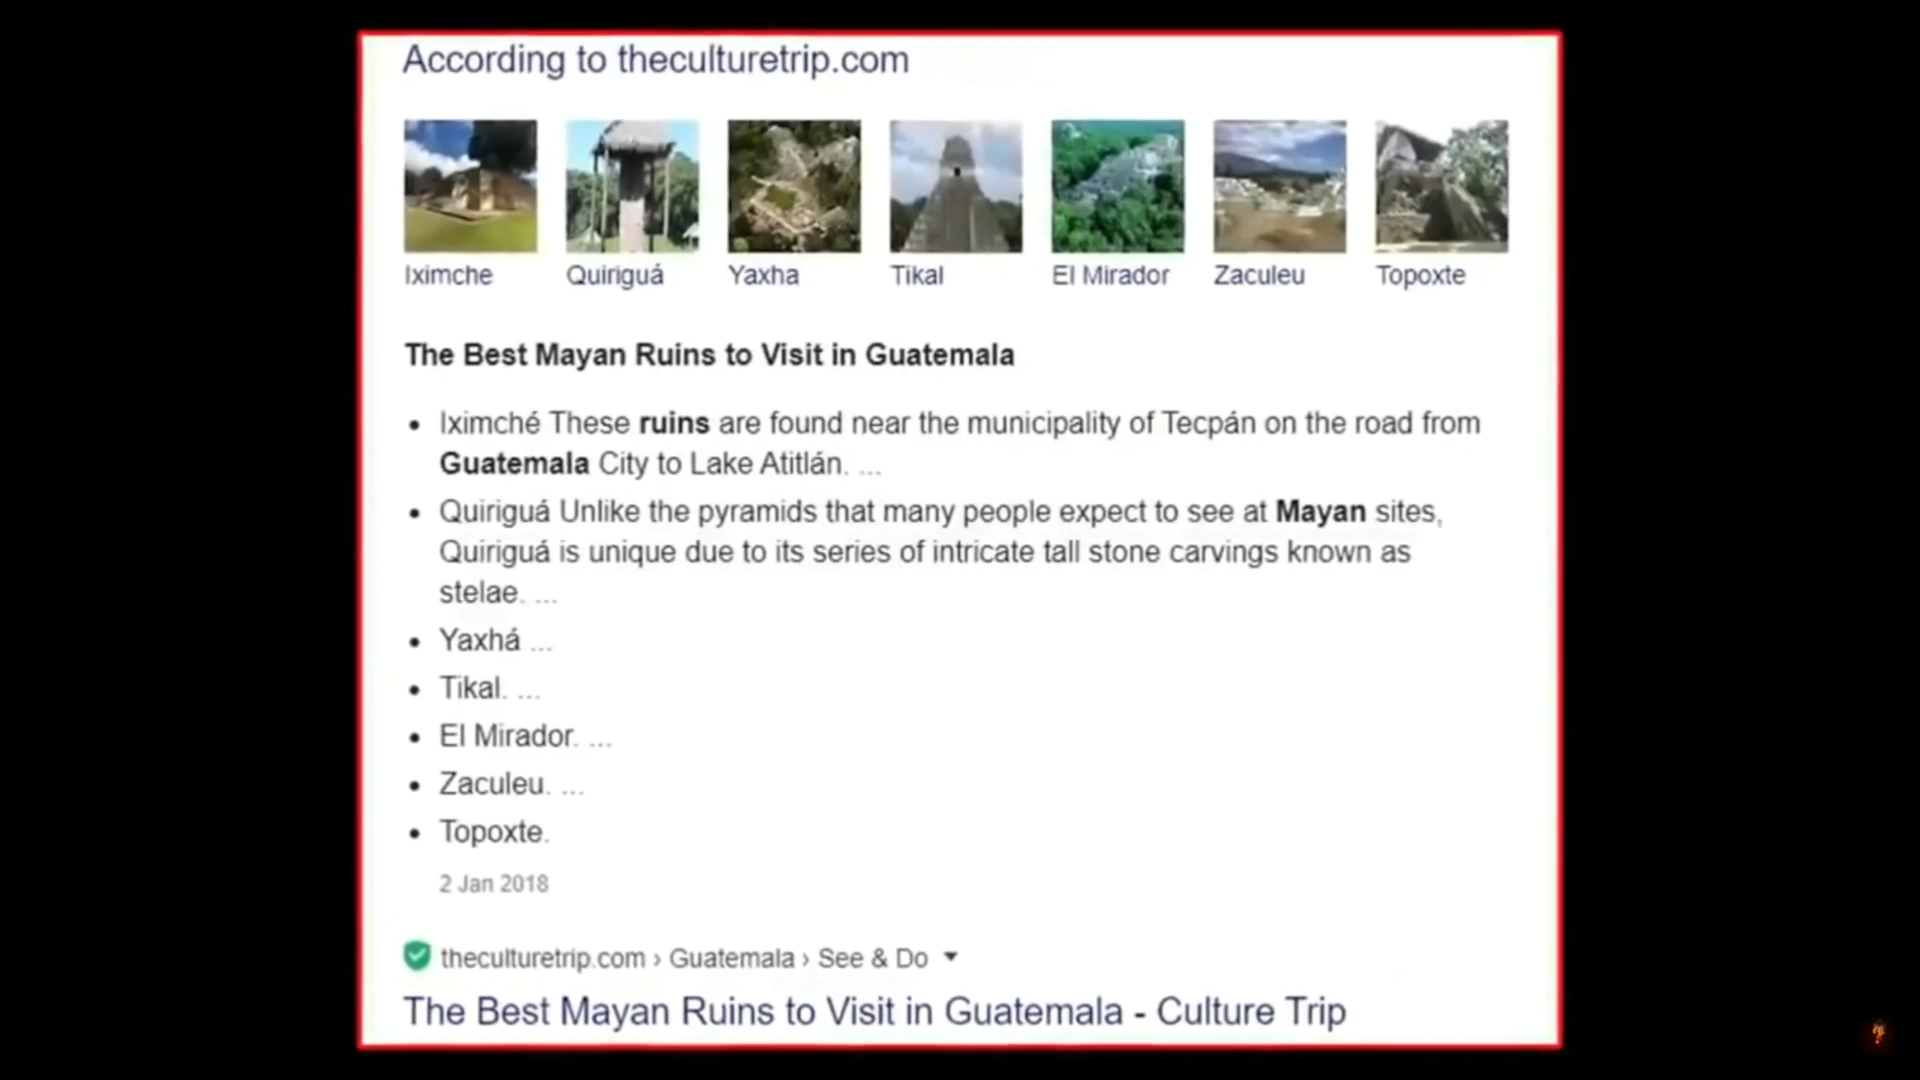 According to theculturetrip.com
Iximche Quiriguá Yaxha Tikal El Mirador Zaculeu Topoxte
The Best Mayan Ruins to Visit in Guatemala
• Iximché These ruins are found near the municipality of Tecpán on the road from
Guatemala City to Lake Atitlán. ...
• Quiriguá Unlike the pyramids that many people expect to see at Mayan sites,
Quiriguá is unique due to its series of intricate tall stone carvings known as
stelae. ...
• Yaxhá ...
• Tikal. ...
• El Mirador. ...
• Zaculeu. ...
• Topoxte.
2 Jan 2018
theculturetrip.com › Guatemala › See & Do
The Best Mayan Ruins to Visit in Guatemala - Culture Trip